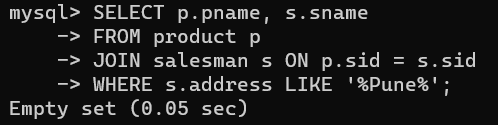 mysql> SELECT p.pname, s.sname
    -> FROM product p
    -> JOIN salesman s ON p.sid = s.sid
    -> WHERE s.address LIKE '%Pune%';
Empty set (0.05 sec)